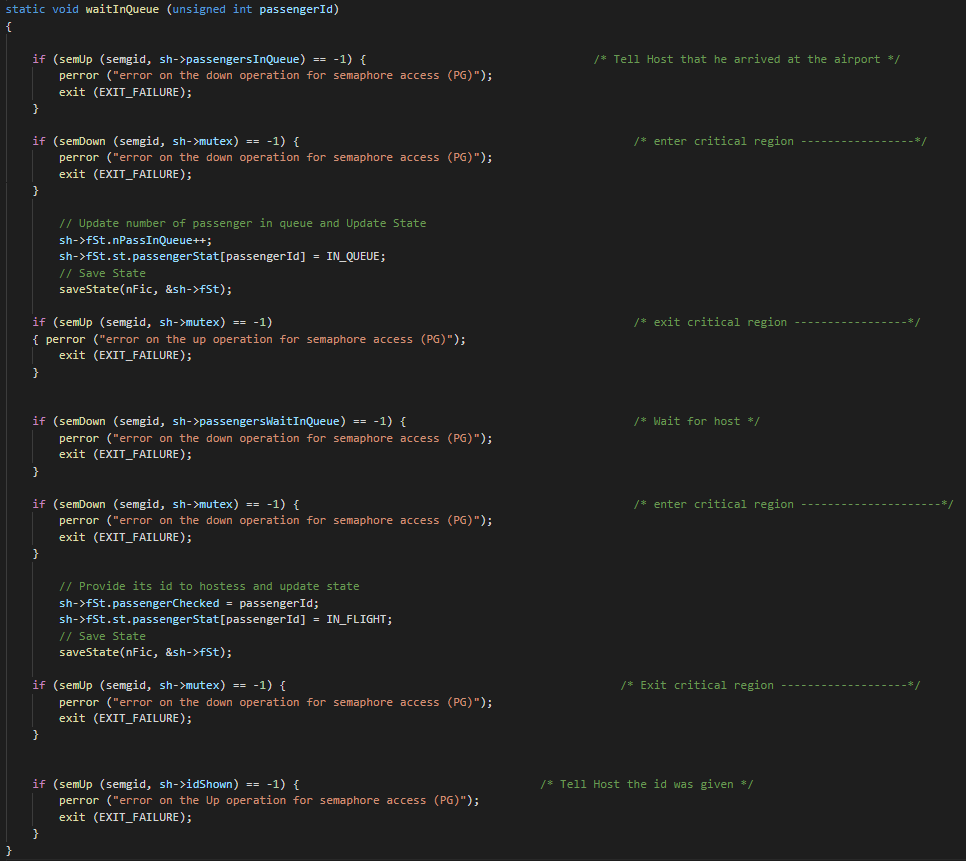 static void waitInQueue (unsigned int passengerId)
{
if (semUp (semgid, sh->passengersInQueue) == -1) { /* Tell Host that he arrived at the airport */
perror ("error on the down operation for semaphore access (PG)");
exit (EXIT_FAILURE);
}
if (semDown (semgid, sh->mutex) == -1) { /* enter critical region -----------------*/
perror ("error on the down operation for semaphore access (PG)");
exit (EXIT_FAILURE);
}
// Update number of passenger in queue and Update State
sh->fSt.nPassInQueue++;
sh->fSt.st.passengerStat[passengerId] = IN_QUEUE;
// Save State
saveState(nFic, &sh->fSt);
if (semUp (semgid, sh->mutex) == -1) /* exit critical region -----------------*/
{ perror ("error on the up operation for semaphore access (PG)");
exit (EXIT_FAILURE);
}
if (semDown (semgid, sh->passengersWaitInQueue) == -1) { /* Wait for host */
perror ("error on the down operation for semaphore access (PG)");
exit (EXIT_FAILURE);
}
if (semDown (semgid, sh->mutex) == -1) { /* enter critical region ---------------------*/
perror ("error on the down operation for semaphore access (PG)");
exit (EXIT_FAILURE);
}
// Provide its id to hostess and update state
sh->fSt.passengerChecked = passengerId;
sh->fSt.st.passengerStat[passengerId] = IN_FLIGHT;
// Save State
saveState(nFic, &sh->fSt);
if (semUp (semgid, sh->mutex) == -1) { /* Exit critical region -------------------*/
perror ("error on the down operation for semaphore access (PG)");
exit (EXIT_FAILURE);
}
if (semUp (semgid, sh->idShown) == -1) { /* Tell Host the id was given */
perror ("error on the Up operation for semaphore access (PG)");
exit (EXIT_FAILURE);
}
}